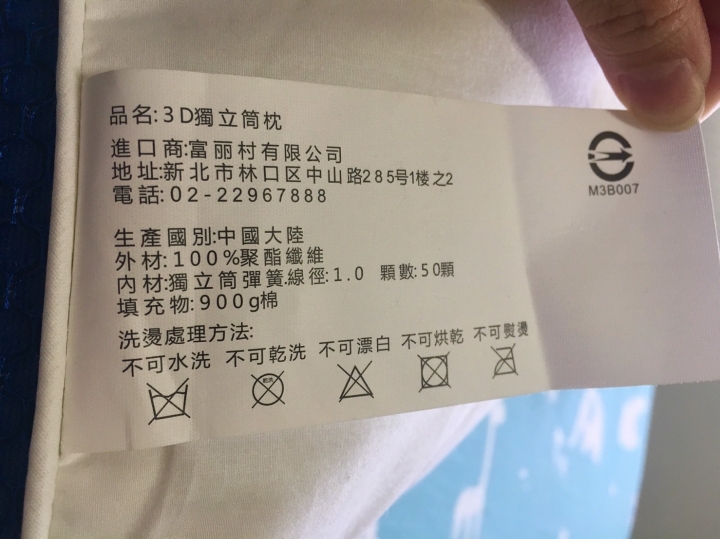 品名:3D獨立筒枕
進口商:富丽村有限公司
地址:新北市林口区中山路285号1楼之2
電話:02-22967888
生產國別:中國大陸
外材:100%聚酯纖維
内材:獨立筒彈簧.線徑:1.0 顆數:50顆
填充物:900g棉
洗燙處理方法:
不可水洗 不可乾洗 不可漂白 不可烘乾 不可熨燙
M3B007